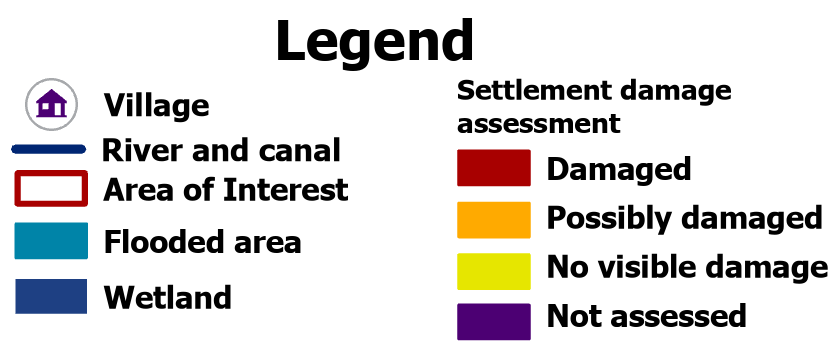 Legend
Village
River and canal
Area of Interest
Flooded area
Wetland
Settlement damage
assessment
Damaged
Possibly damaged
No visible damage
Not assessed